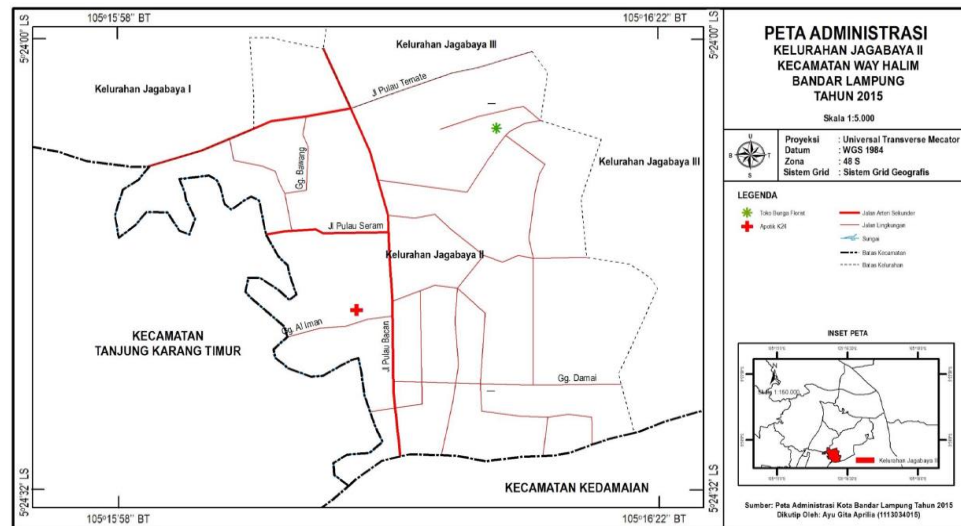 105°15'58" BT
105°16'22" BT
5°24'00" LS
5°24'00" LS
Kelurahan Jagabaya III
Kelurahan Jagabaya I
Jl Pulau Temate
Kelurahan Jagabaya III
Gg. Bawang
Jl Pulau Seram
Kelurahan Jagabaya II
Gg. Al Iman
KECAMATAN
TANJUNG KARANG TIMUR
Jl Pulau Bacan
Gg. Damai
KECAMATAN KEDAMAIAN
5°24'32" LS
5°24'32" LS
105°15'58" BT
105°16'22" BT
PETA ADMINISTRASI
KELURAHAN JAGABAYA II
KECAMATAN WAY HALIM
BANDAR LAMPUNG
TAHUN 2015
Skala 1:5.000
U
B T
S
Proyeksi : Universal Transverse Mecator
Datum : WGS 1984
Zona : 48 S
Sistem Grid : Sistem Grid Geografis
LEGENDA
Toko Bunga Florist
Apotik K24
Jalan Arteri Sekunder
Jalan Lingkungan
Sungai
Batas Kecamatan
Batas Kelurahan
INSET PETA
N
1:160.000
Kelurahan Jagabaya II
Sumber: Peta Administrasi Kota Bandar Lampung Tahun 2015
Dikutip Oleh: Ayu Gita Aprilia (1113034015)